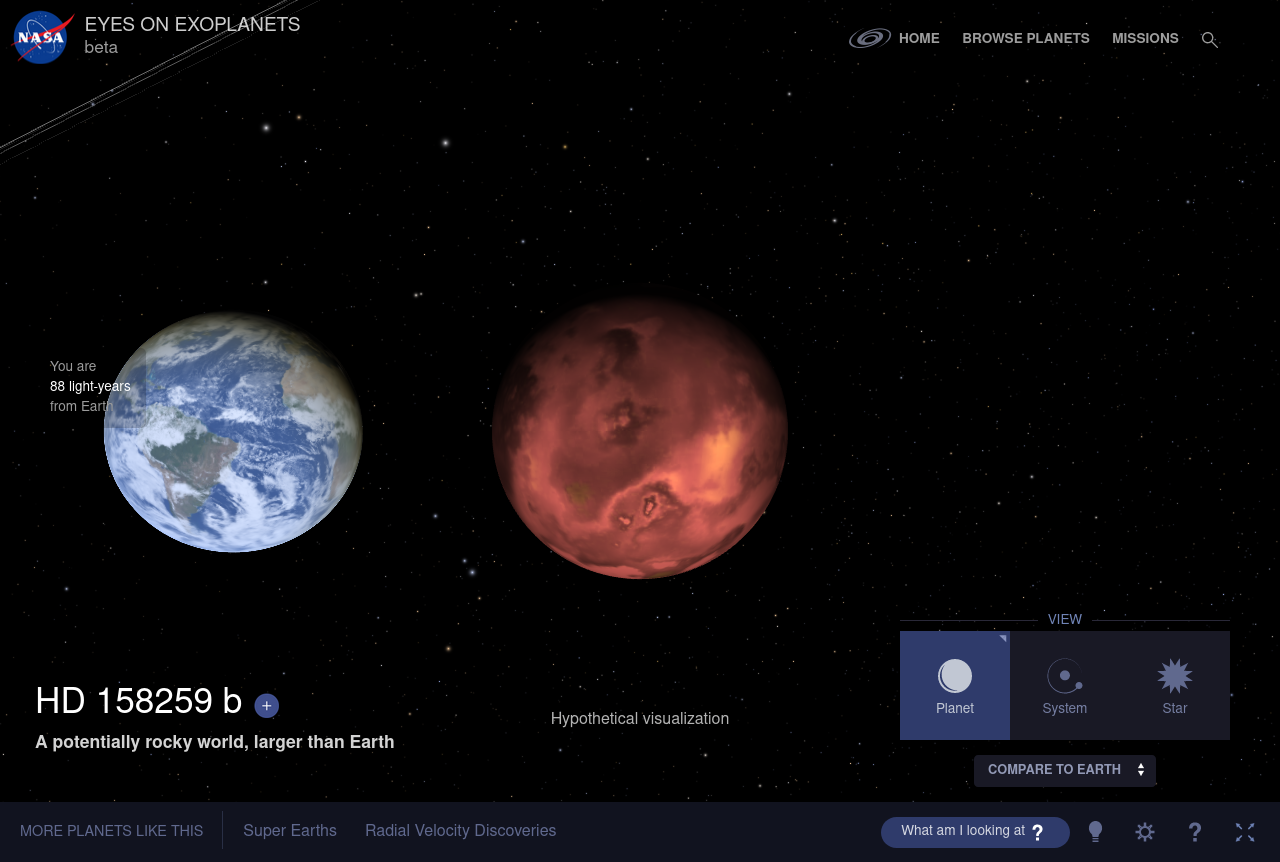 NASA
EYES ON EXOPLANETS
beta
HOME
BROWSE PLANETS
MISSIONS
You are
88 light-years
from Earth
VIEW
Planet
System
Star
HD 158259 b +
A potentially rocky world, larger than Earth
Hypothetical visualization
COMPARE TO EARTH
MORE PLANETS LIKE THIS
Super Earths
Radial Velocity Discoveries
What am I looking at ?
?